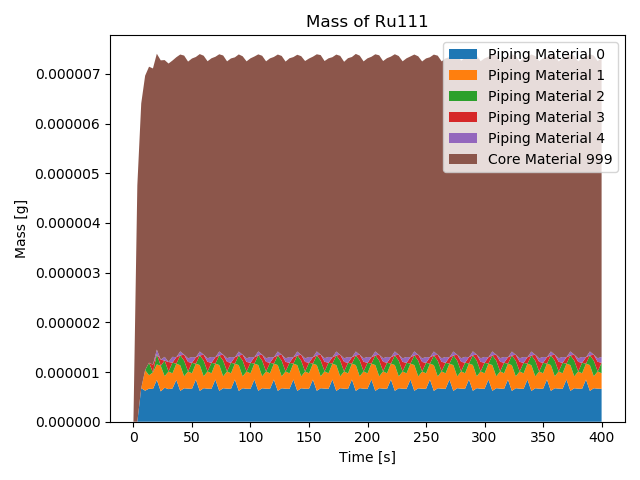 Mass of Ru111
Mass [g]
0.000007
0.000006
0.000005
0.000004
0.000003
0.000002
0.000001
0.000000
Piping Material 0
Piping Material 1
Piping Material 2
Piping Material 3
Piping Material 4
Core Material 999
0 50 100 150 200 250 300 350 400
Time [s]